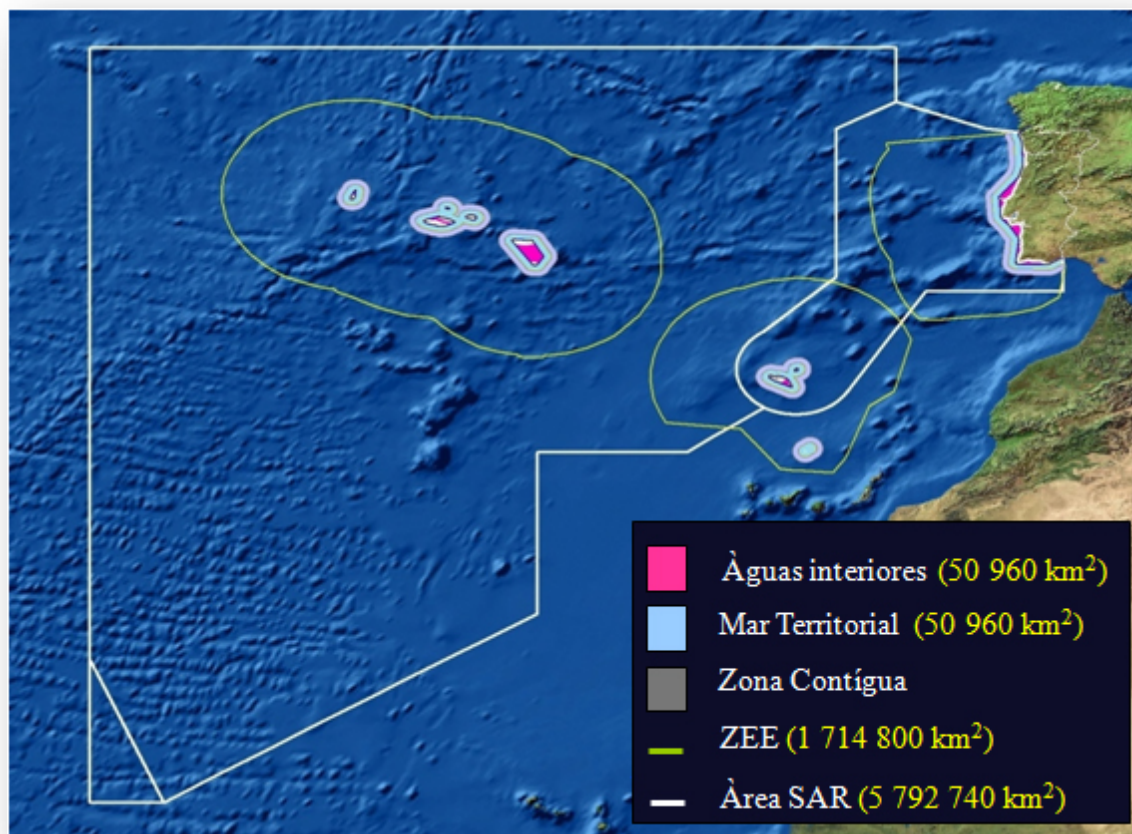 Àguas interiores (50 960 km²)
Mar Territorial (50 960 km²)
Zona Contígua
ZEE (1 714 800 km²)
Àrea SAR (5 792 740 km²)